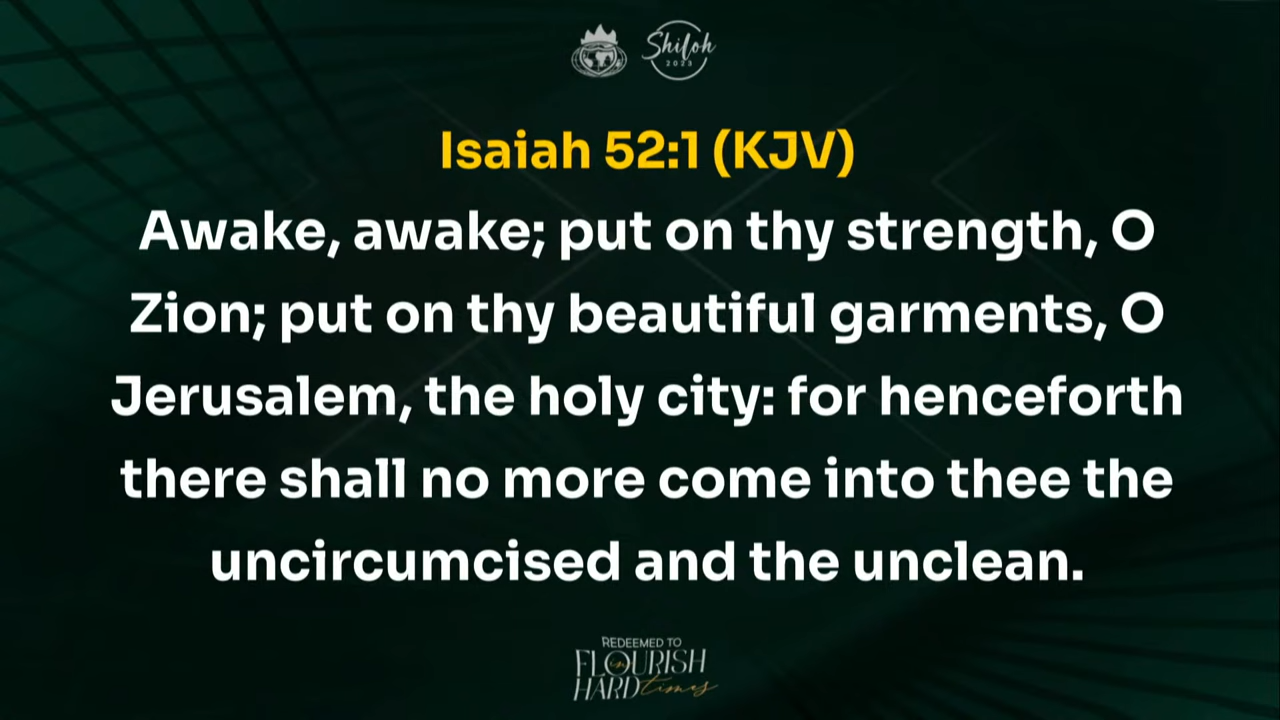 Shiloh
2023
Isaiah 52:1 (KJV)
Awake, awake; put on thy strength, O
Zion; put on thy beautiful garments, O
Jerusalem, the holy city: for henceforth
there shall no more come into thee the
uncircumcised and the unclean.
REDEEMED TO
FLOURISH
in
HARD times